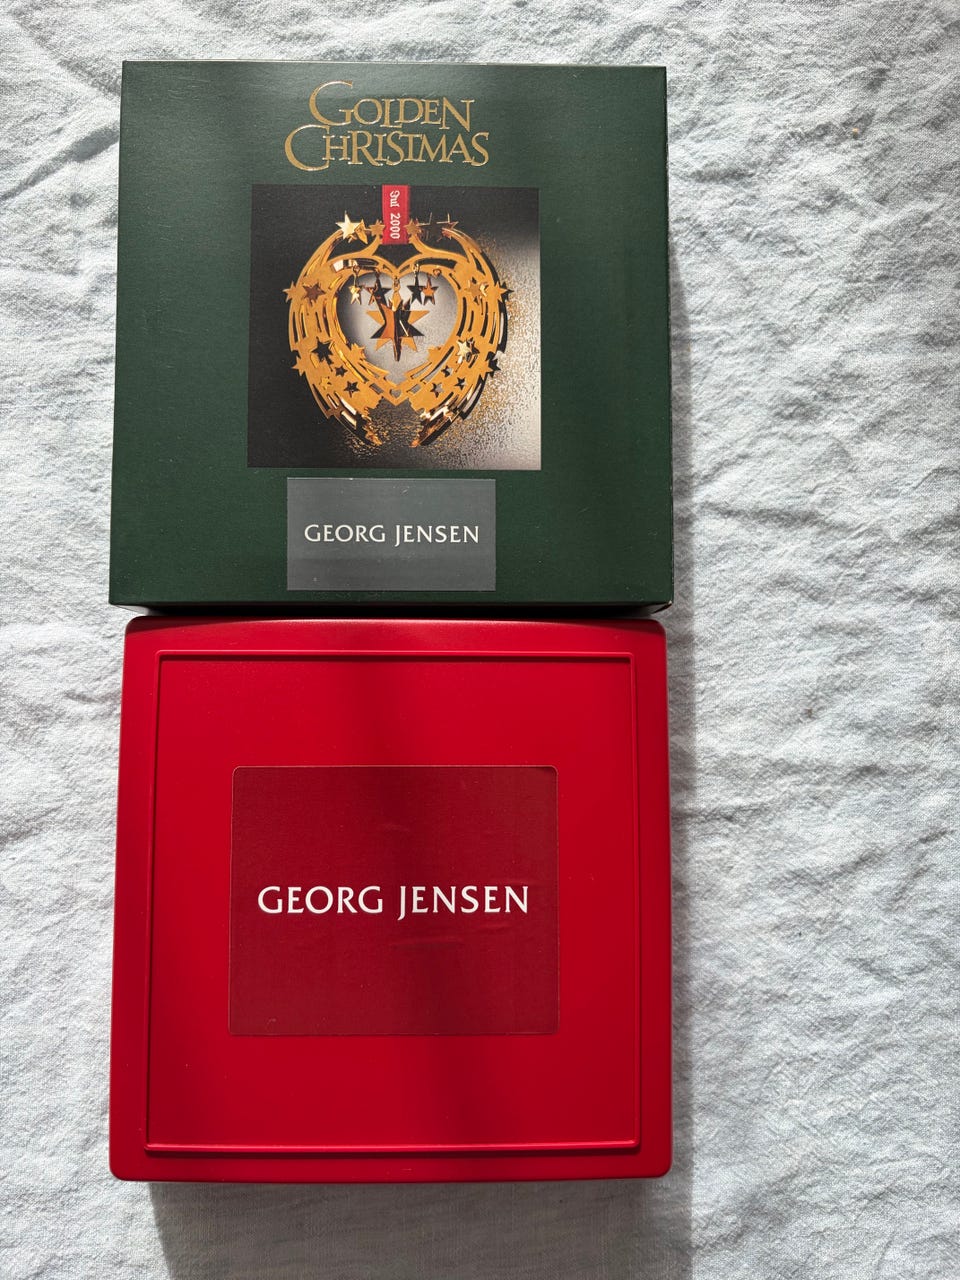 GOLDEN
CHRISTMAS
Jul 2000
GEORG JENSEN
GEORG JENSEN